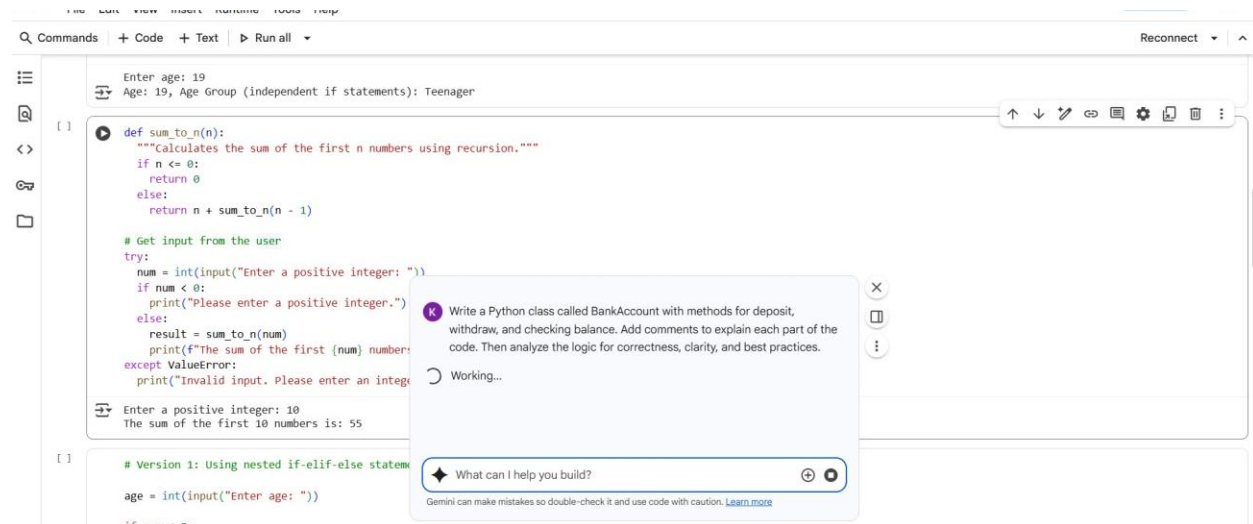 File Edit View Insert Runtime Tools Help
Commands + Code + Text Run all Reconnect
Enter age: 19
Age: 19, Age Group (independent if statements): Teenager
[ ]
def sum_to_n(n):
"""Calculates the sum of the first n numbers using recursion."""
if n <= 0:
return 0
else:
return n + sum_to_n(n - 1)
# Get input from the user
try:
num = int(input("Enter a positive integer: "))
if num < 0:
print("Please enter a positive integer.")
else:
result = sum_to_n(num)
print(f"The sum of the first {num} numbers
except ValueError:
print("Invalid input. Please enter an intege
Enter a positive integer: 10
The sum of the first 10 numbers is: 55
K
Write a Python class called BankAccount with methods for deposit,
withdraw, and checking balance. Add comments to explain each part of the
code. Then analyze the logic for correctness, clarity, and best practices.
Working...
What can I help you build?
Gemini can make mistakes so double-check it and use code with caution. Learn more
[ ]
# Version 1: Using nested if-elif-else stateme
age = int(input("Enter age: "))